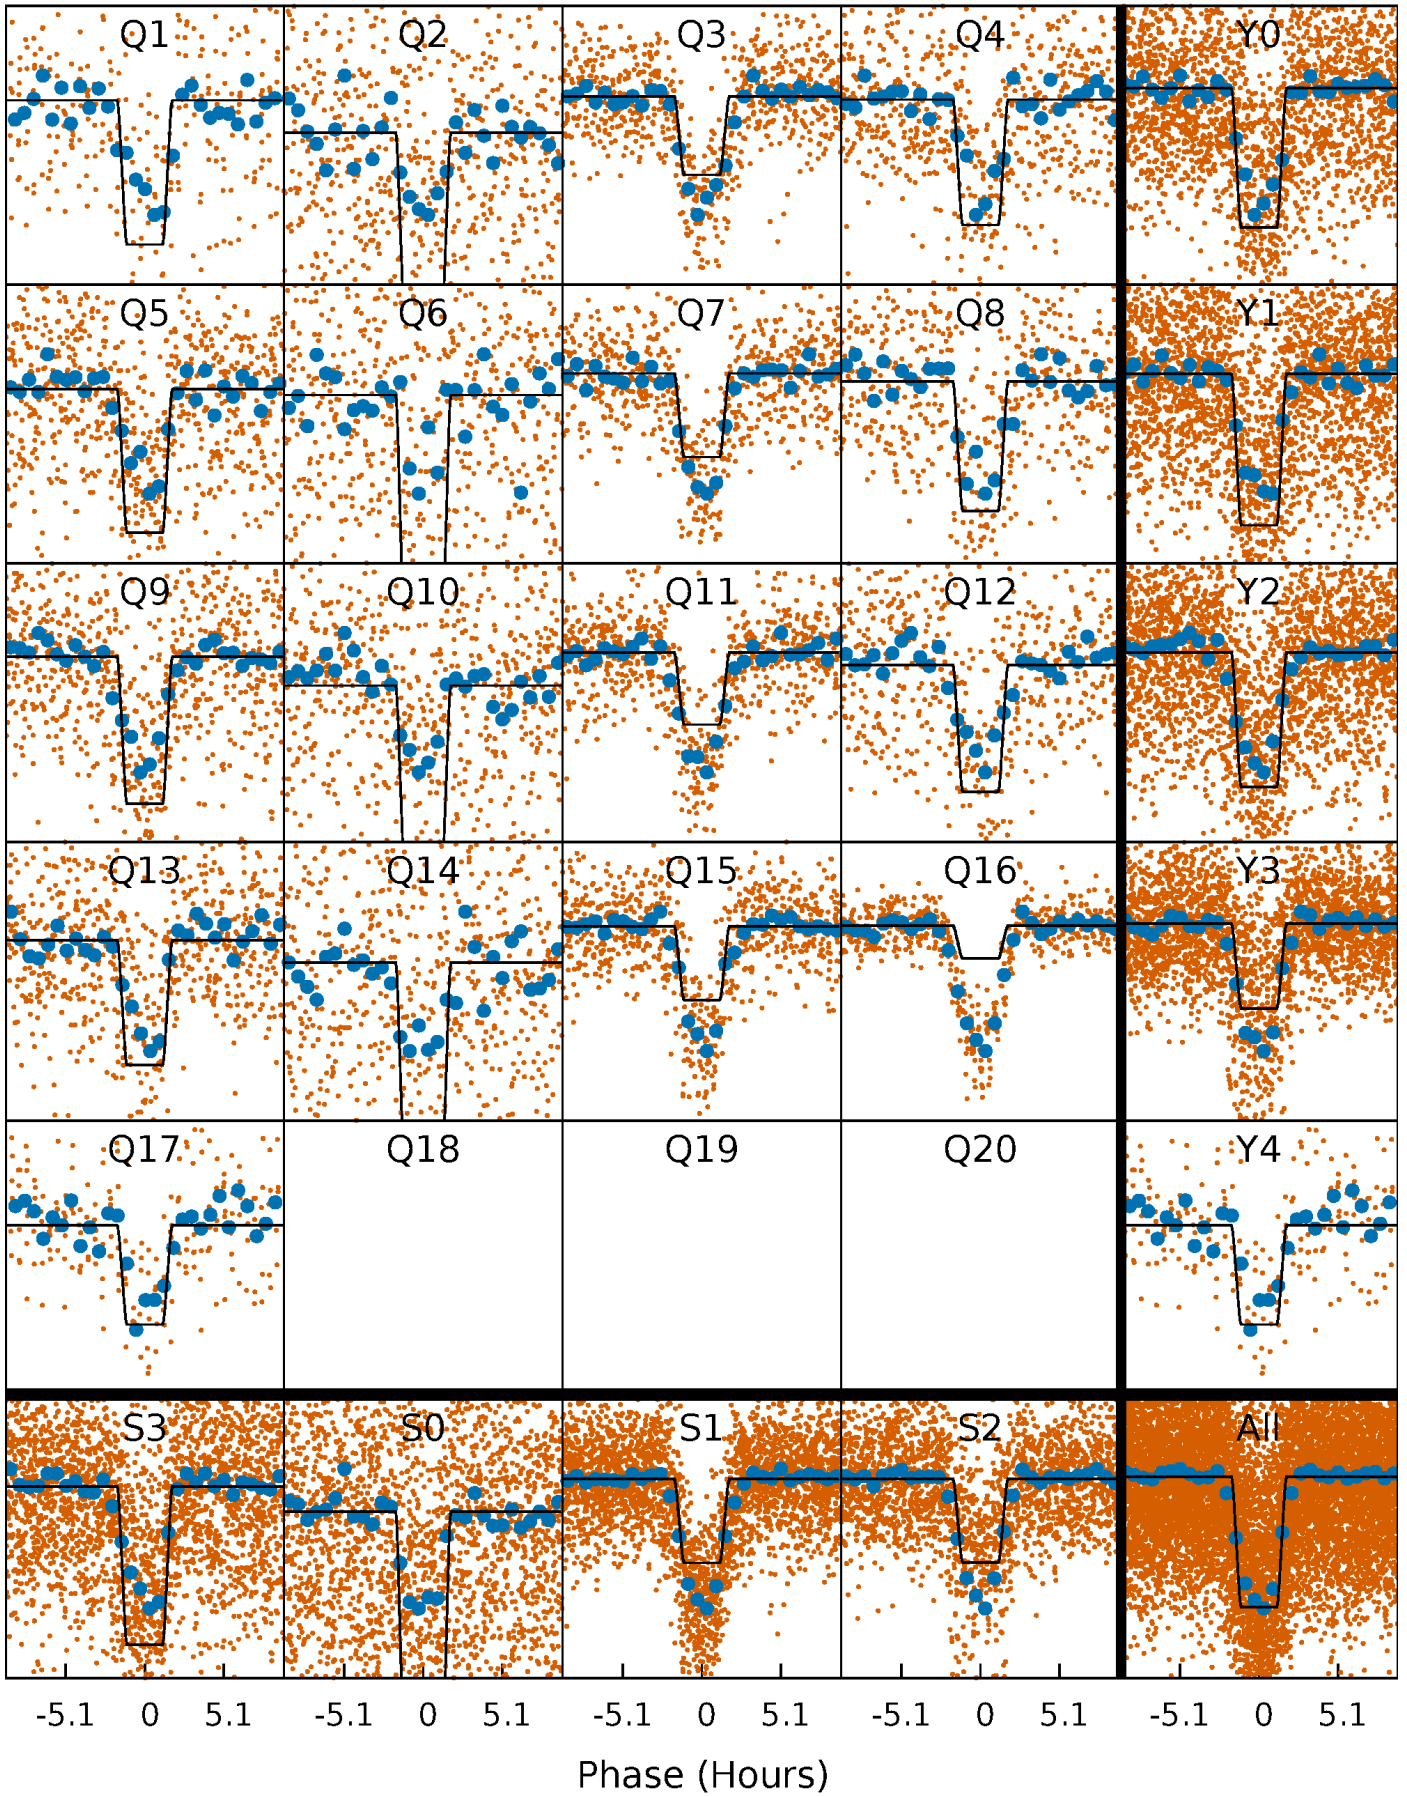 Q1 Q2 Q3 Q4 Y0
Q5 Q6 Q7 Q8 Y1
Q9 Q10 Q11 Q12 Y2
Q13 Q14 Q15 Q16 Y3
Q17 Q18 Q19 Q20 Y4
S3 S0 S1 S2 All
-5.1 0 5.1 -5.1 0 5.1 -5.1 0 5.1 -5.1 0 5.1 -5.1 0 5.1
Phase (Hours)